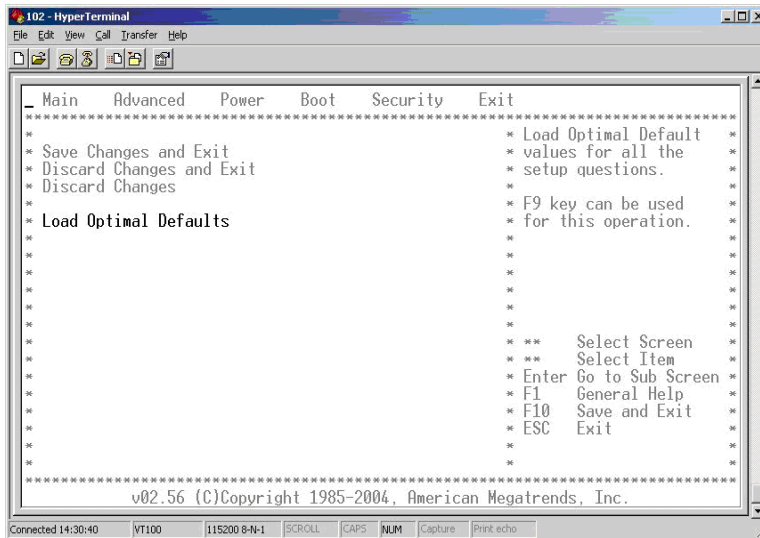 102 - HyperTerminal
File Edit View Call Transfer Help
Main Advanced Power Boot Security Exit
********************************************************************************
* * Load Optimal Default *
* Save Changes and Exit * values for all the *
* Discard Changes and Exit * setup questions. *
* Discard Changes * *
* * F9 key can be used *
* Load Optimal Defaults * for this operation. *
* * *
* * *
* * *
* * *
* * *
* * *
* * ** Select Screen *
* * ** Select Item *
* * Enter Go to Sub Screen *
* * F1 General Help *
* * F10 Save and Exit *
* * ESC Exit *
* * *
* * *
********************************************************************************
v02.56 (C)Copyright 1985-2004, American Megatrends, Inc.
Connected 14:30:40 VT100 115200 8-N-1 SCROLL CAPS NUM Capture Print echo